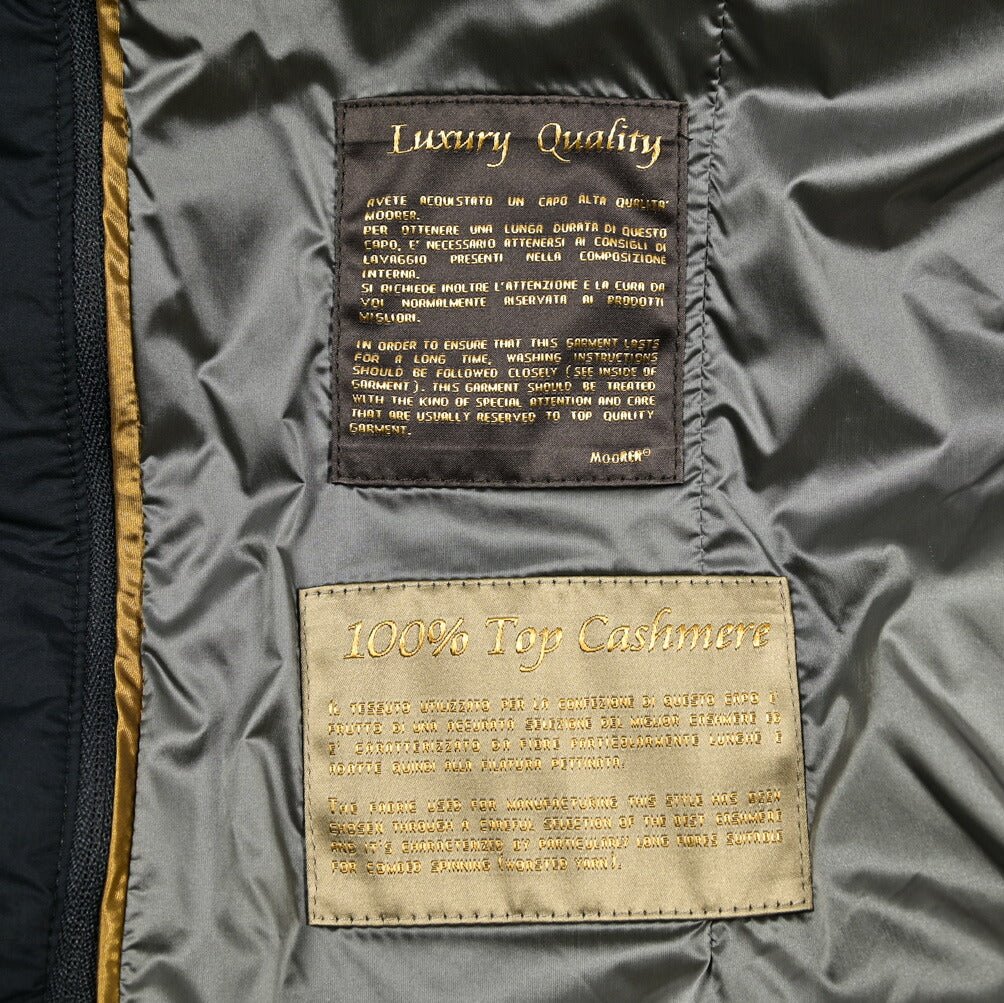 Luxury Quality
AVETE ACQUISTATO UN CAPO ALTA QUALITA'
MOORER.
PER OTTENERE UNA LUNGA DURATA DI QUESTO
CAPO, E' NECESSARIO ATTENERSI AI CONSIGLI DI
LAVAGGIO PRESENTI NELLA COMPOSIZIONE
INTERNA.
SI RICHIEDE INOLTRE L'ATTENZIONE E LA CURA DA
VOI NORMALMENTE RISERVATA AI PRODOTTI
MIGLIORI.
IN ORDER TO ENSURE THAT THIS GARMENT LASTS
FOR A LONG TIME, WASHING INSTRUCTIONS
SHOULD BE FOLLOWED CLOSELY (SEE INSIDE OF
GARMENT). THIS GARMENT SHOULD BE TREATED
WITH THE KIND OF SPECIAL ATTENTION AND CARE
THAT ARE USUALLY RESERVED TO TOP QUALITY
GARMENT.
MOORER©
100% Top Cashmere
IL TESSUTO UTILIZZATO PER LA CONFEZIONE DI QUESTO CAPO E'
FRUTTO DI UNA ACCURATA SELEZIONE DEL MIGLIOR CASHMERE ED
E' CARATTERIZZATO DA FIBRE PARTICOLARMENTE LUNGHE E
ADATTE QUINDI ALLA FILATURA PETTINATA.
THE FABRIC USED FOR MANUFACTURING THIS STYLE HAS BEEN
CHOSEN THROUGH A CAREFUL SELECTION OF THE BEST CASHMERE
AND IT'S CHARACTERIZED BY PARTICULARLY LONG FIBRES SUITABLE
FOR COMBED SPINNING (WORSTED YARN).